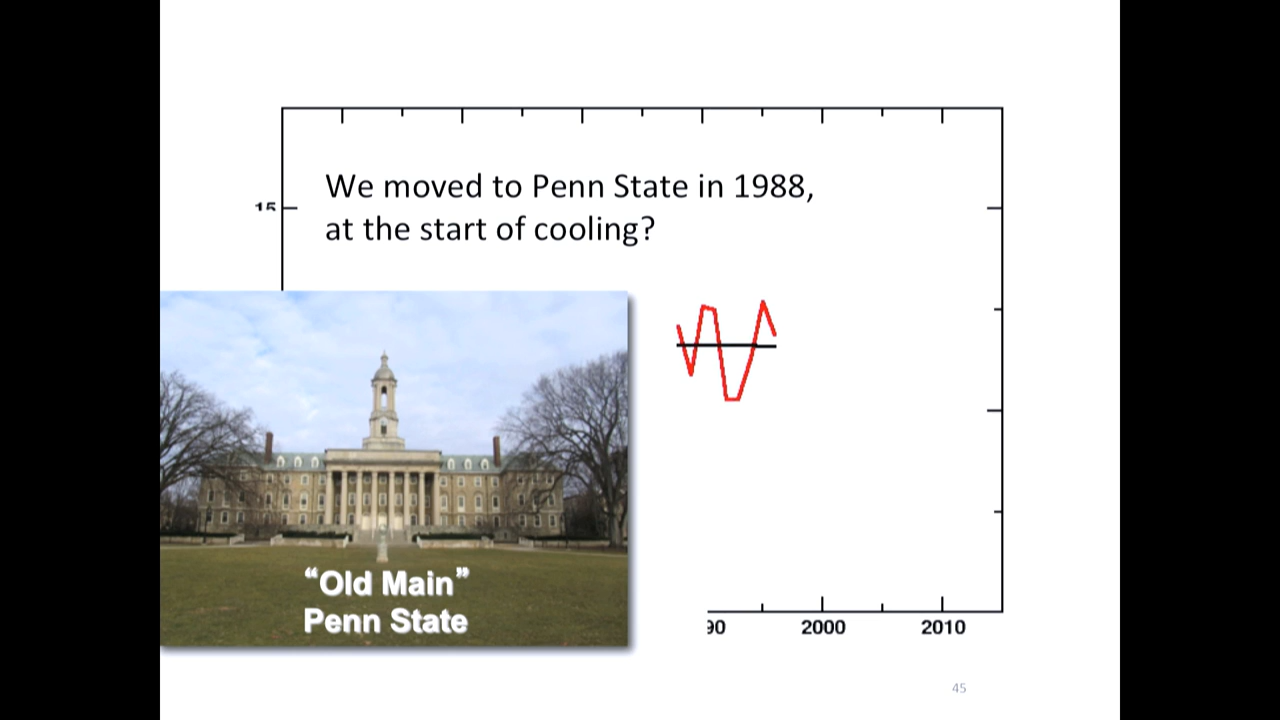 We moved to Penn State in 1988,
at the start of cooling?
15
“Old Main”
Penn State
90 2000 2010
45